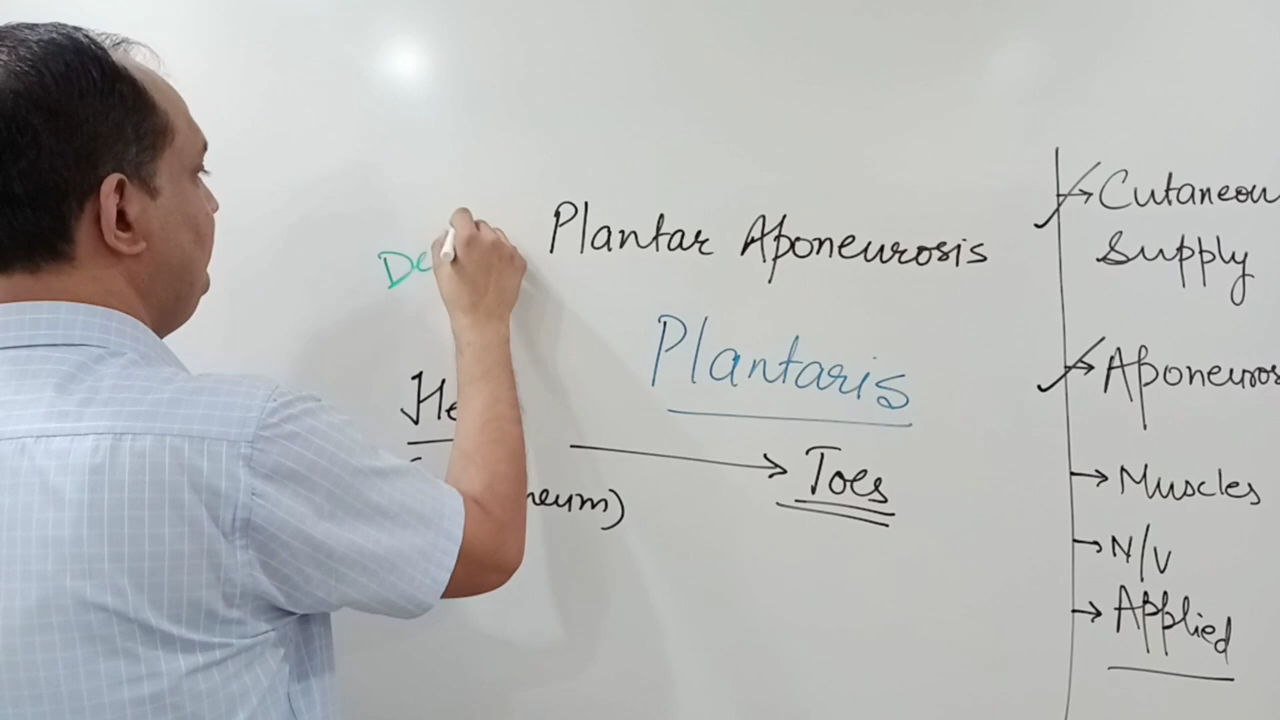 Plantar Aponeurosis
De
Plantaris
He
Toes
neum)
Cutaneou
Supply
Aponeuros
Muscles
N/V
Applied